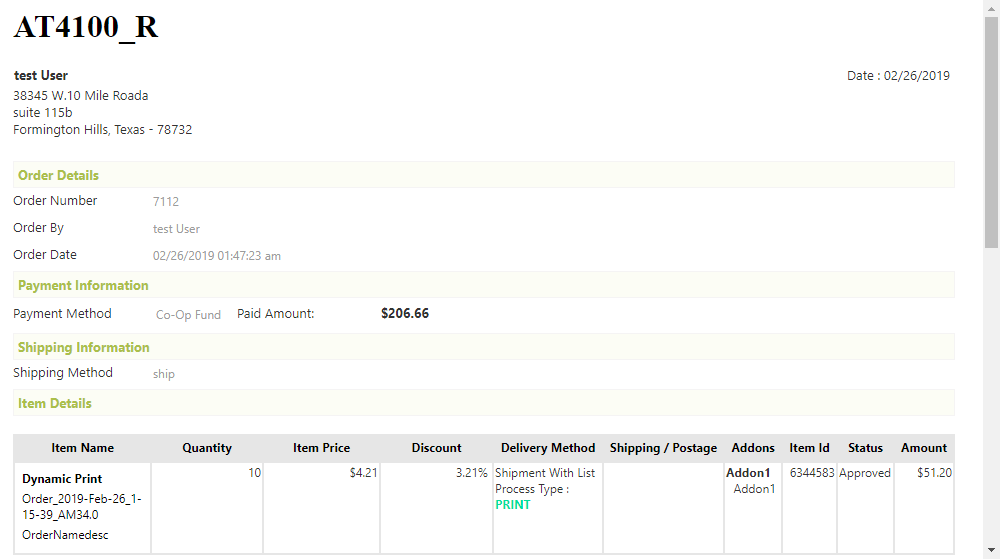 AT4100_R
test User
Date : 02/26/2019
38345 W.10 Mile Roada
suite 115b
Formington Hills, Texas - 78732
Order Details
Order Number 7112
Order By test User
Order Date 02/26/2019 01:47:23 am
Payment Information
Payment Method Co-Op Fund Paid Amount: $206.66
Shipping Information
Shipping Method ship
Item Details
Item Name Quantity Item Price Discount Delivery Method Shipping / Postage Addons Item Id Status Amount
Dynamic Print
Order_2019-Feb-26_1-
15-39_AM34.0
OrderNamedesc
10
$4.21
3.21%
Shipment With List
Process Type :
PRINT
Addon1
Addon1
6344583
Approved
$51.20